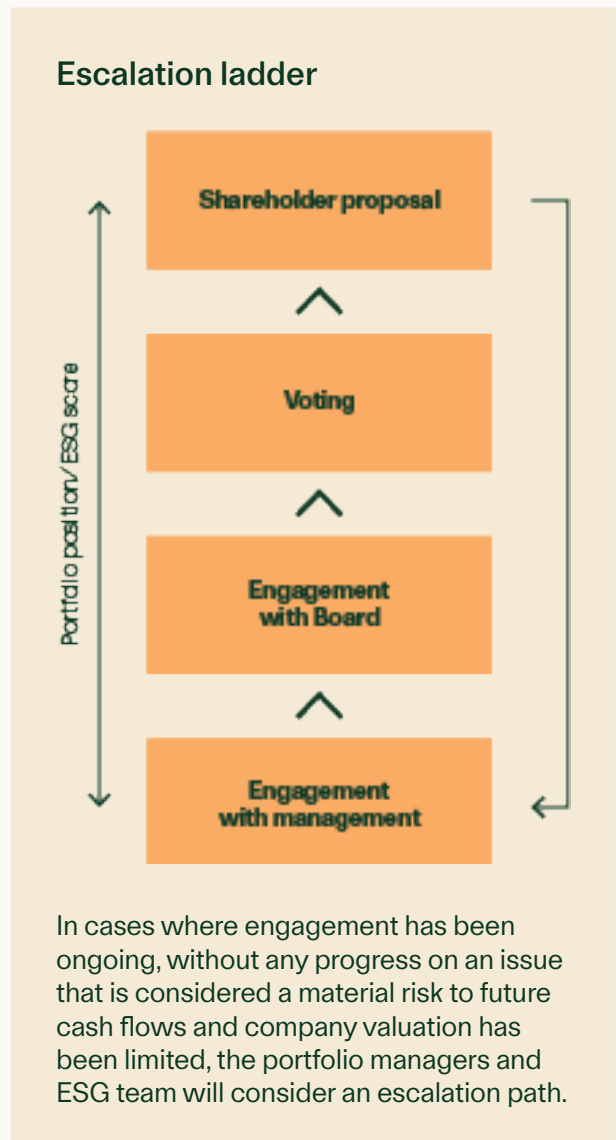 Escalation ladder
Shareholder proposal
Voting
Portfolio position/ ESG score
Engagement
with Board
Engagement
with management
In cases where engagement has been
ongoing, without any progress on an issue
that is considered a material risk to future
cash flows and company valuation has
been limited, the portfolio managers and
ESG team will consider an escalation path.